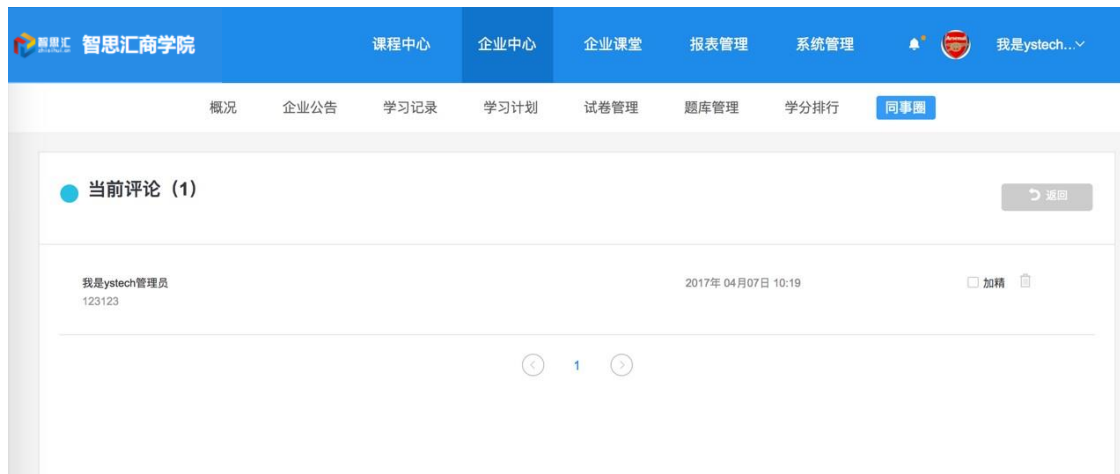 智思汇 智思汇商学院 课程中心 企业中心 企业课堂 报表管理 系统管理 我是ystech...
概况 企业公告 学习记录 学习计划 试卷管理 题库管理 学分排行 同事圈
当前评论（1） 返回
我是ystech管理员 2017年 04月07日 10:19 加精
123123
1